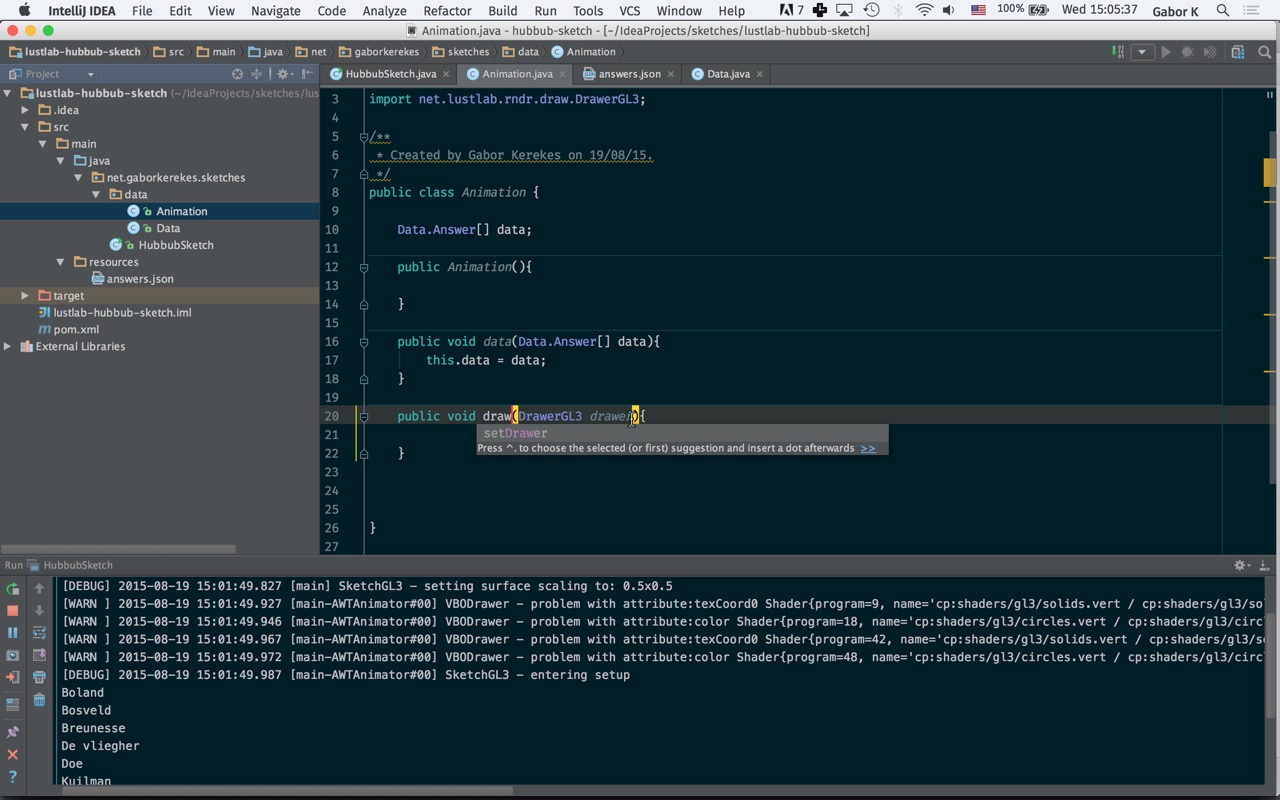 IntelliJ IDEA File Edit View Navigate Code Analyze Refactor Build Run Tools VCS Window Help 7 100% Wed 15:05:37 Gabor K
Animation.java - hubbub-sketch - [~/IdeaProjects/sketches/lustlab-hubbub-sketch]
lustlab-hubbub-sketch src main java net gaborkerekes sketches data Animation
Project HubbubSketch.java Animation.java answers.json Data.java
lustlab-hubbub-sketch (~/IdeaProjects/sketches/lus
.idea
src
main
java
net.gaborkerekes.sketches
data
Animation
Data
HubbubSketch
resources
answers.json
target
lustlab-hubbub-sketch.iml
pom.xml
External Libraries
3 import net.lustlab.rndr.draw.DrawerGL3;
4
5 /**
6 * Created by Gabor Kerekes on 19/08/15.
7 */
8 public class Animation {
9
10 Data.Answer[] data;
11
12 public Animation(){
13
14 }
15
16 public void data(Data.Answer[] data){
17 this.data = data;
18 }
19
20 public void draw(DrawerGL3 drawer){
setDrawer
21
Press ^. to choose the selected (or first) suggestion and insert a dot afterwards >>
22 }
23
24
25
26 }
27
Run HubbubSketch
[DEBUG] 2015-08-19 15:01:49.827 [main] SketchGL3 - setting surface scaling to: 0.5x0.5
[WARN ] 2015-08-19 15:01:49.927 [main-AWTAnimator#00] VBODrawer - problem with attribute:texCoord0 Shader{program=9, name='cp:shaders/gl3/solids.vert / cp:shaders/gl3/so
[WARN ] 2015-08-19 15:01:49.946 [main-AWTAnimator#00] VBODrawer - problem with attribute:color Shader{program=18, name='cp:shaders/gl3/circles.vert / cp:shaders/gl3/circ
[WARN ] 2015-08-19 15:01:49.967 [main-AWTAnimator#00] VBODrawer - problem with attribute:texCoord0 Shader{program=42, name='cp:shaders/gl3/solids.vert / cp:shaders/gl3/s
[WARN ] 2015-08-19 15:01:49.972 [main-AWTAnimator#00] VBODrawer - problem with attribute:color Shader{program=48, name='cp:shaders/gl3/circles.vert / cp:shaders/gl3/circ
[DEBUG] 2015-08-19 15:01:49.987 [main-AWTAnimator#00] SketchGL3 - entering setup
Boland
Bosveld
Breunesse
De vliegher
Doe
Kuilman